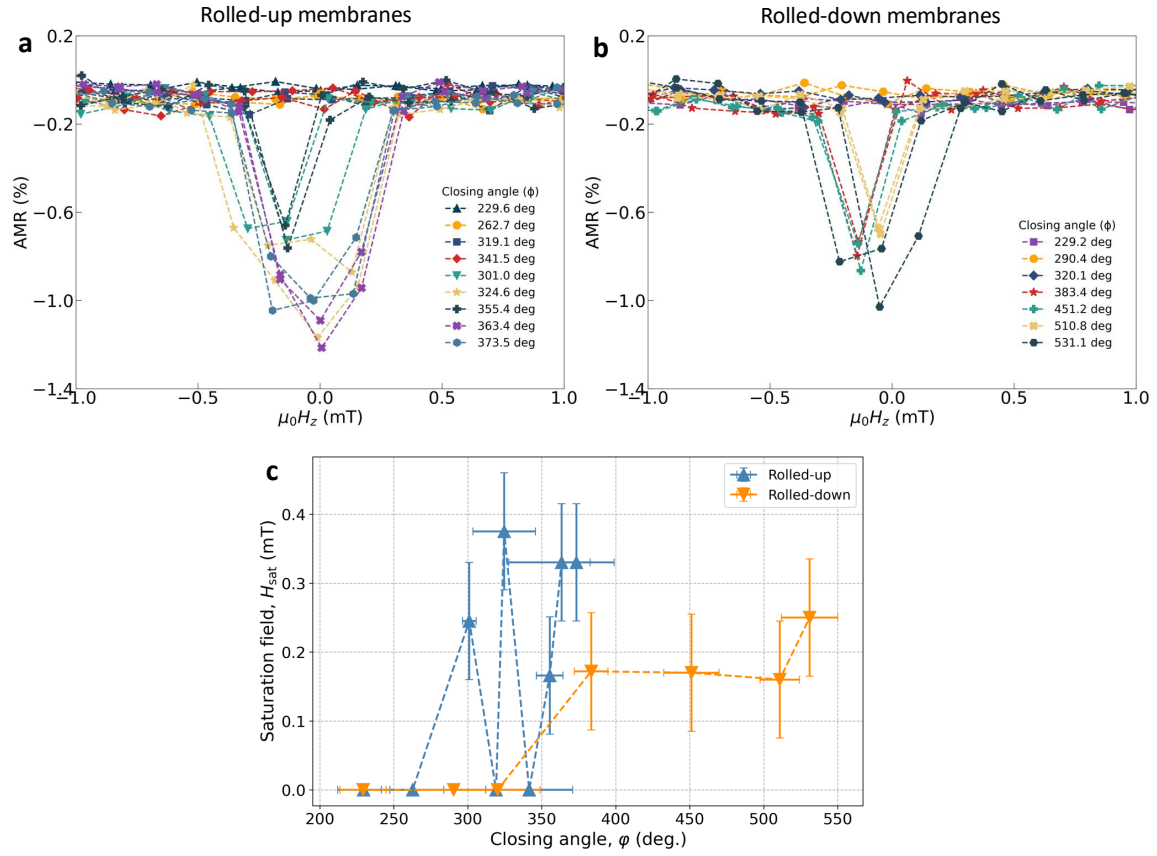 Rolled-up membranes
Rolled-down membranes
a
0.2
−0.2
−0.6
−1.0
−1.4
AMR (%)
−1.0
−0.5
0.0
0.5
1.0
μ₀H_z (mT)
Closing angle (ϕ)
229.6 deg
262.7 deg
319.1 deg
341.5 deg
301.0 deg
324.6 deg
355.4 deg
363.4 deg
373.5 deg
b
0.2
−0.2
−0.6
−1.0
−1.4
AMR (%)
−1.0
−0.5
0.0
0.5
1.0
μ₀H_z (mT)
Closing angle (ϕ)
229.2 deg
290.4 deg
320.1 deg
383.4 deg
451.2 deg
510.8 deg
531.1 deg
c
Rolled-up
Rolled-down
0.4
0.3
0.2
0.1
0.0
Saturation field, H_sat (mT)
200
250
300
350
400
450
500
550
Closing angle, φ (deg.)